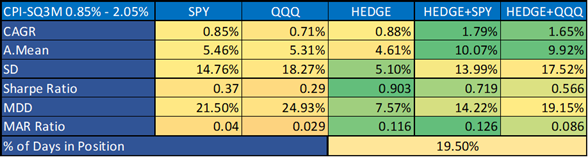 CPI-SQ3M 0.85% - 2.05% SPY QQQ HEDGE HEDGE+SPY HEDGE+QQQ
CAGR 0.85% 0.71% 0.88% 1.79% 1.65%
A.Mean 5.46% 5.31% 4.61% 10.07% 9.92%
SD 14.76% 18.27% 5.10% 13.99% 17.52%
Sharpe Ratio 0.37 0.29 0.903 0.719 0.566
MDD 21.50% 24.93% 7.57% 14.22% 19.15%
MAR Ratio 0.04 0.029 0.116 0.126 0.086
% of Days in Position 19.50%